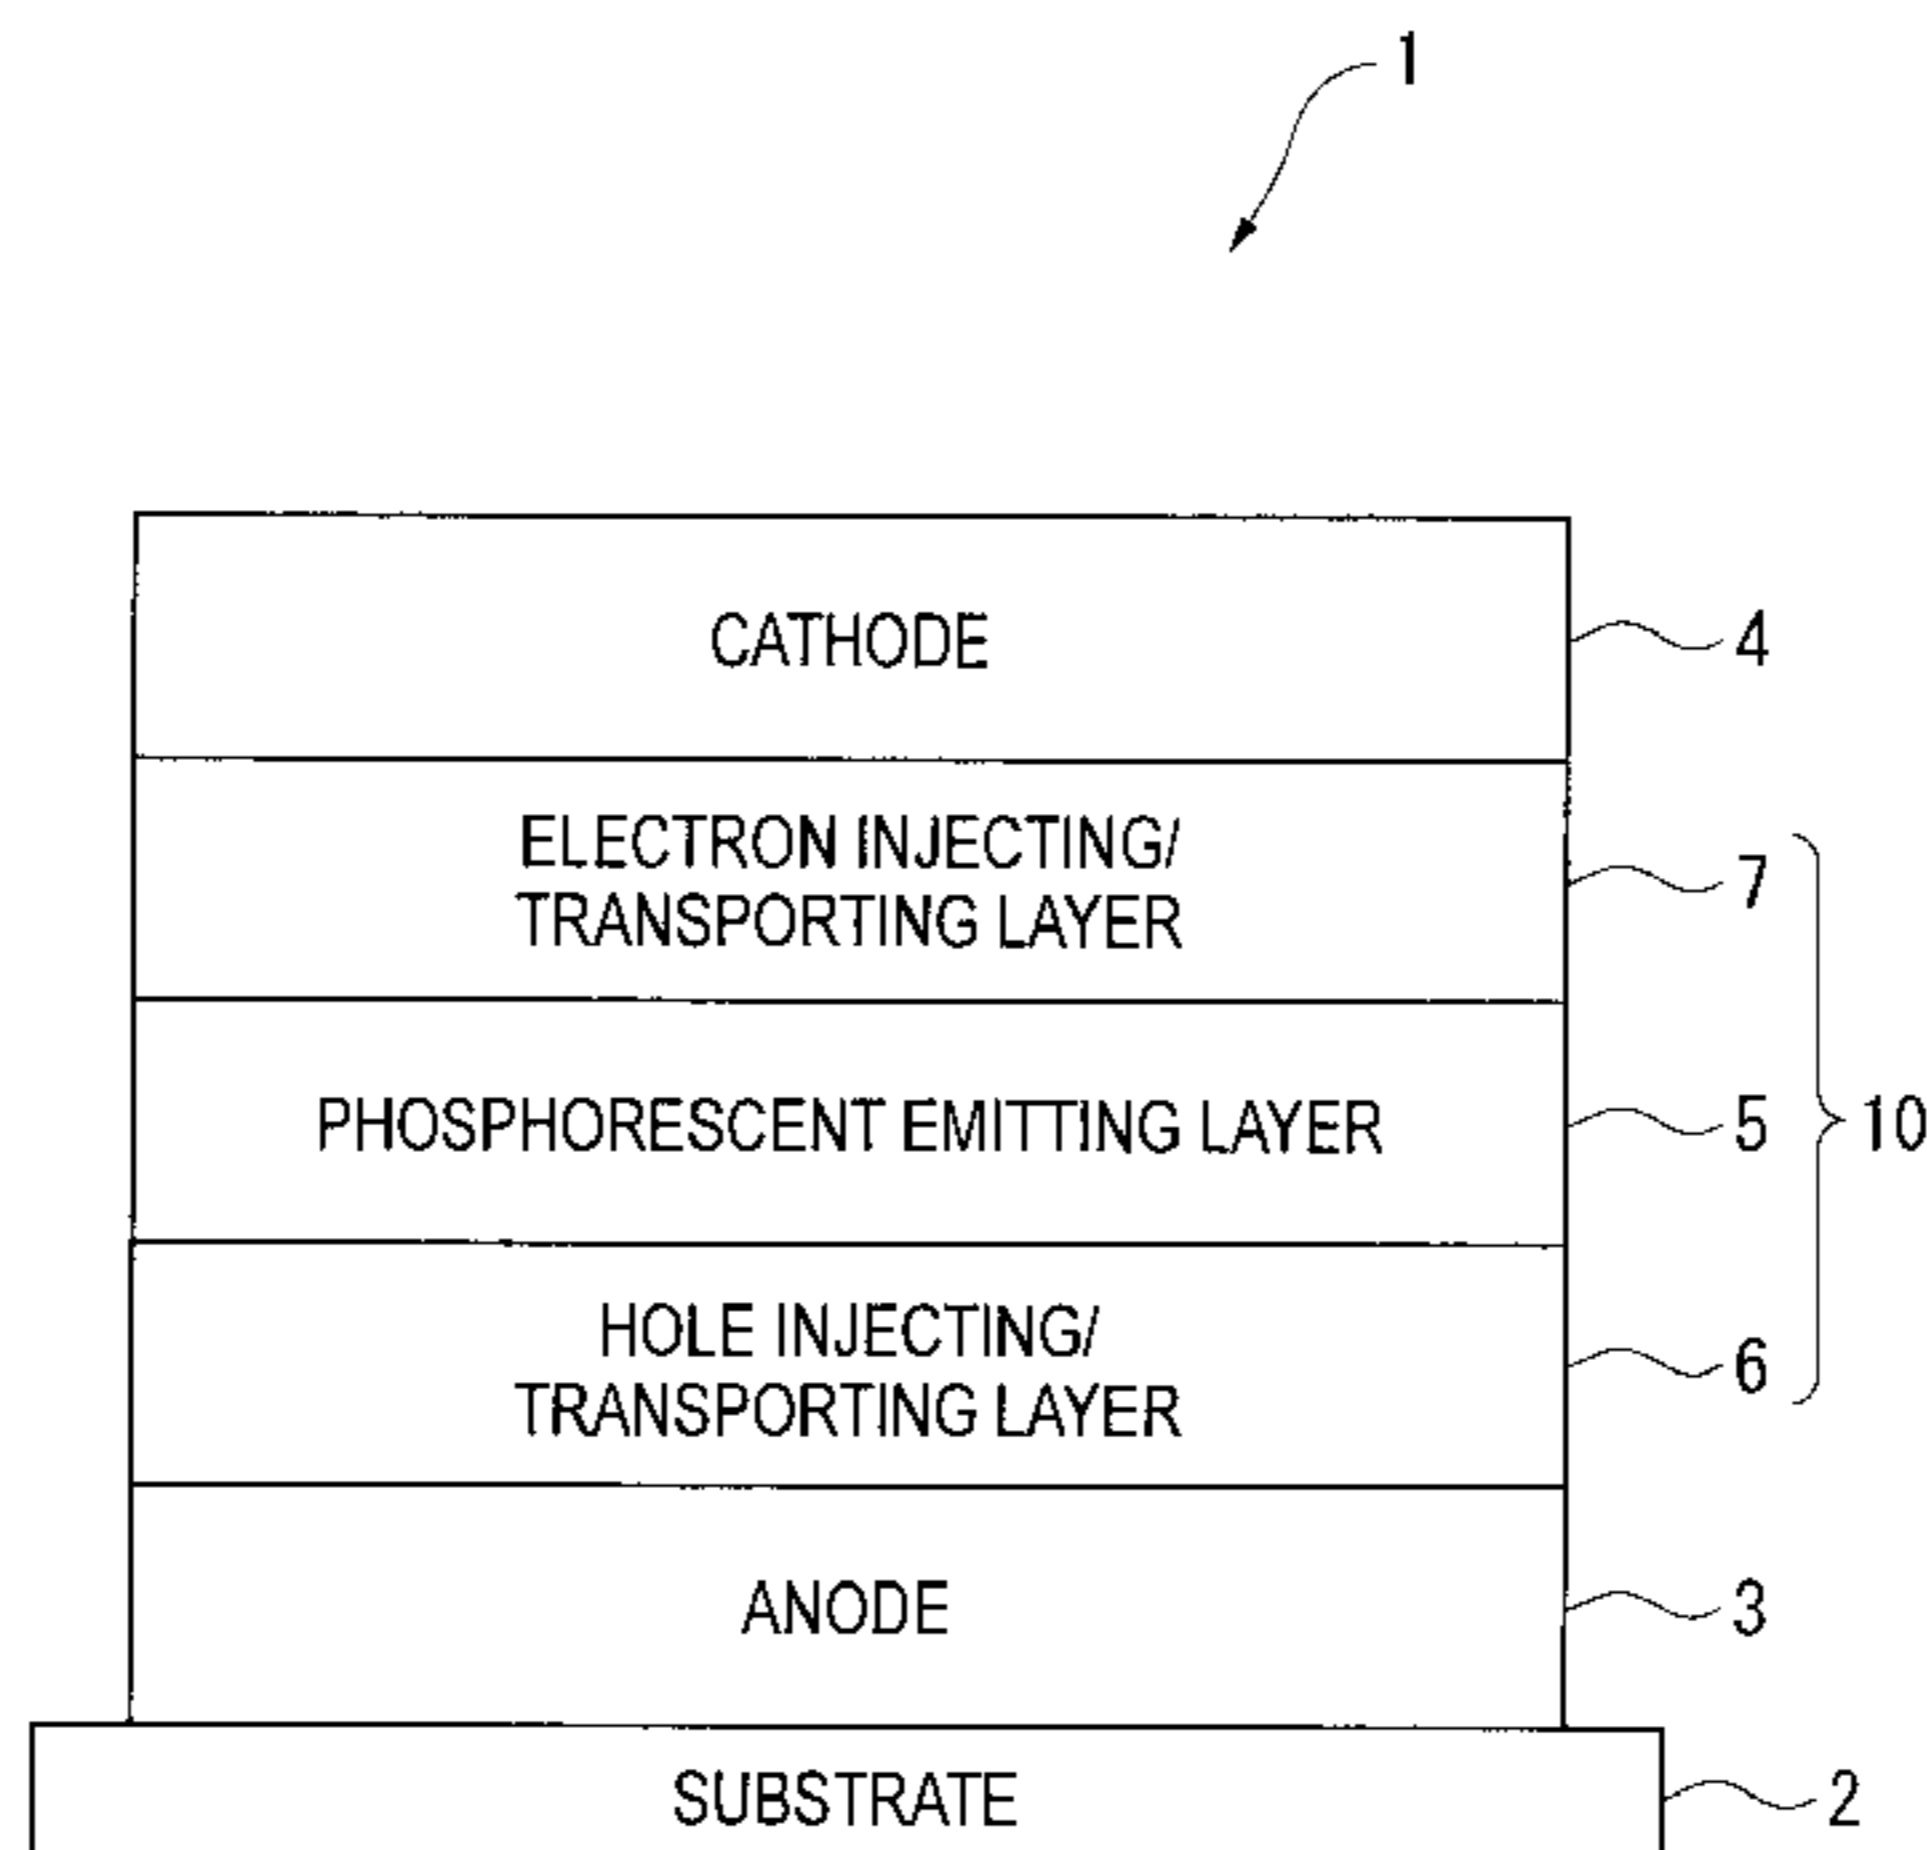 1
CATHODE
4
ELECTRON INJECTING/
TRANSPORTING LAYER
7
PHOSPHORESCENT EMITTING LAYER
5
10
HOLE INJECTING/
TRANSPORTING LAYER
6
ANODE
3
SUBSTRATE
2